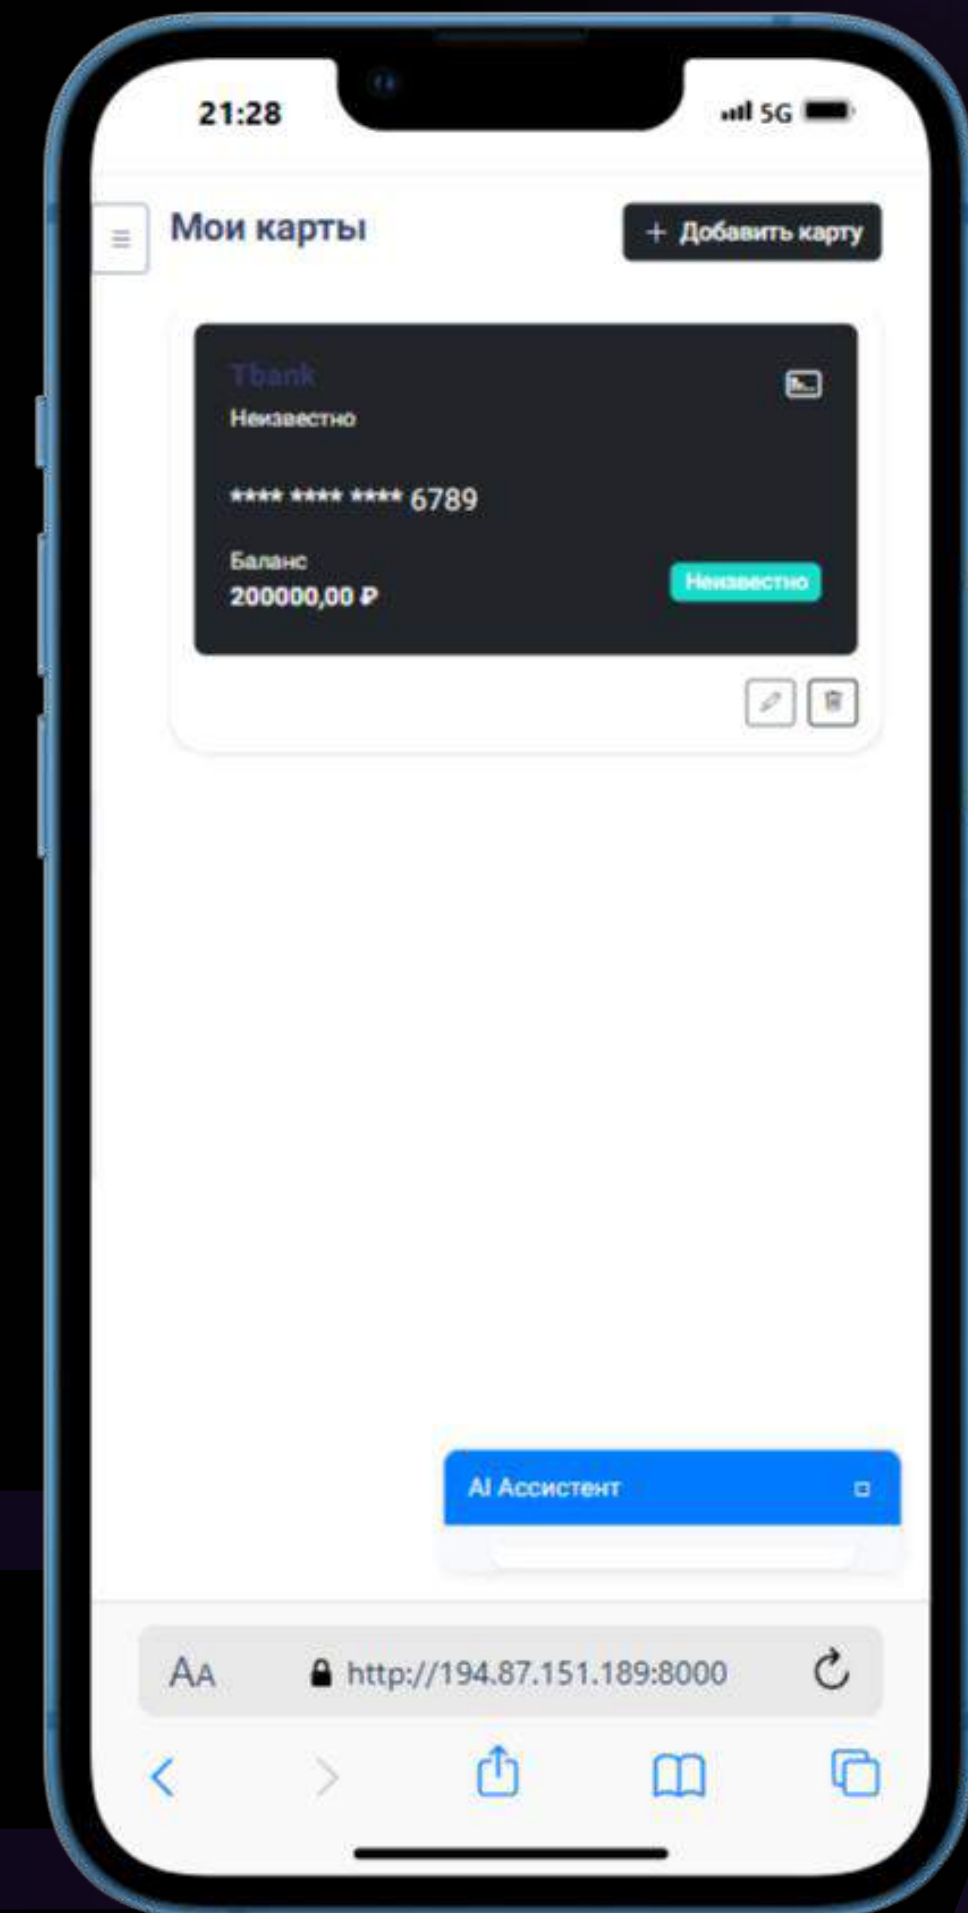 21:28
5G
Мои карты
+ Добавить карту
Tbank
Неизвестно
**** **** **** 6789
Баланс
200000,00 ₽
Неизвестно
AI Ассистент
AA
http://194.87.151.189:8000